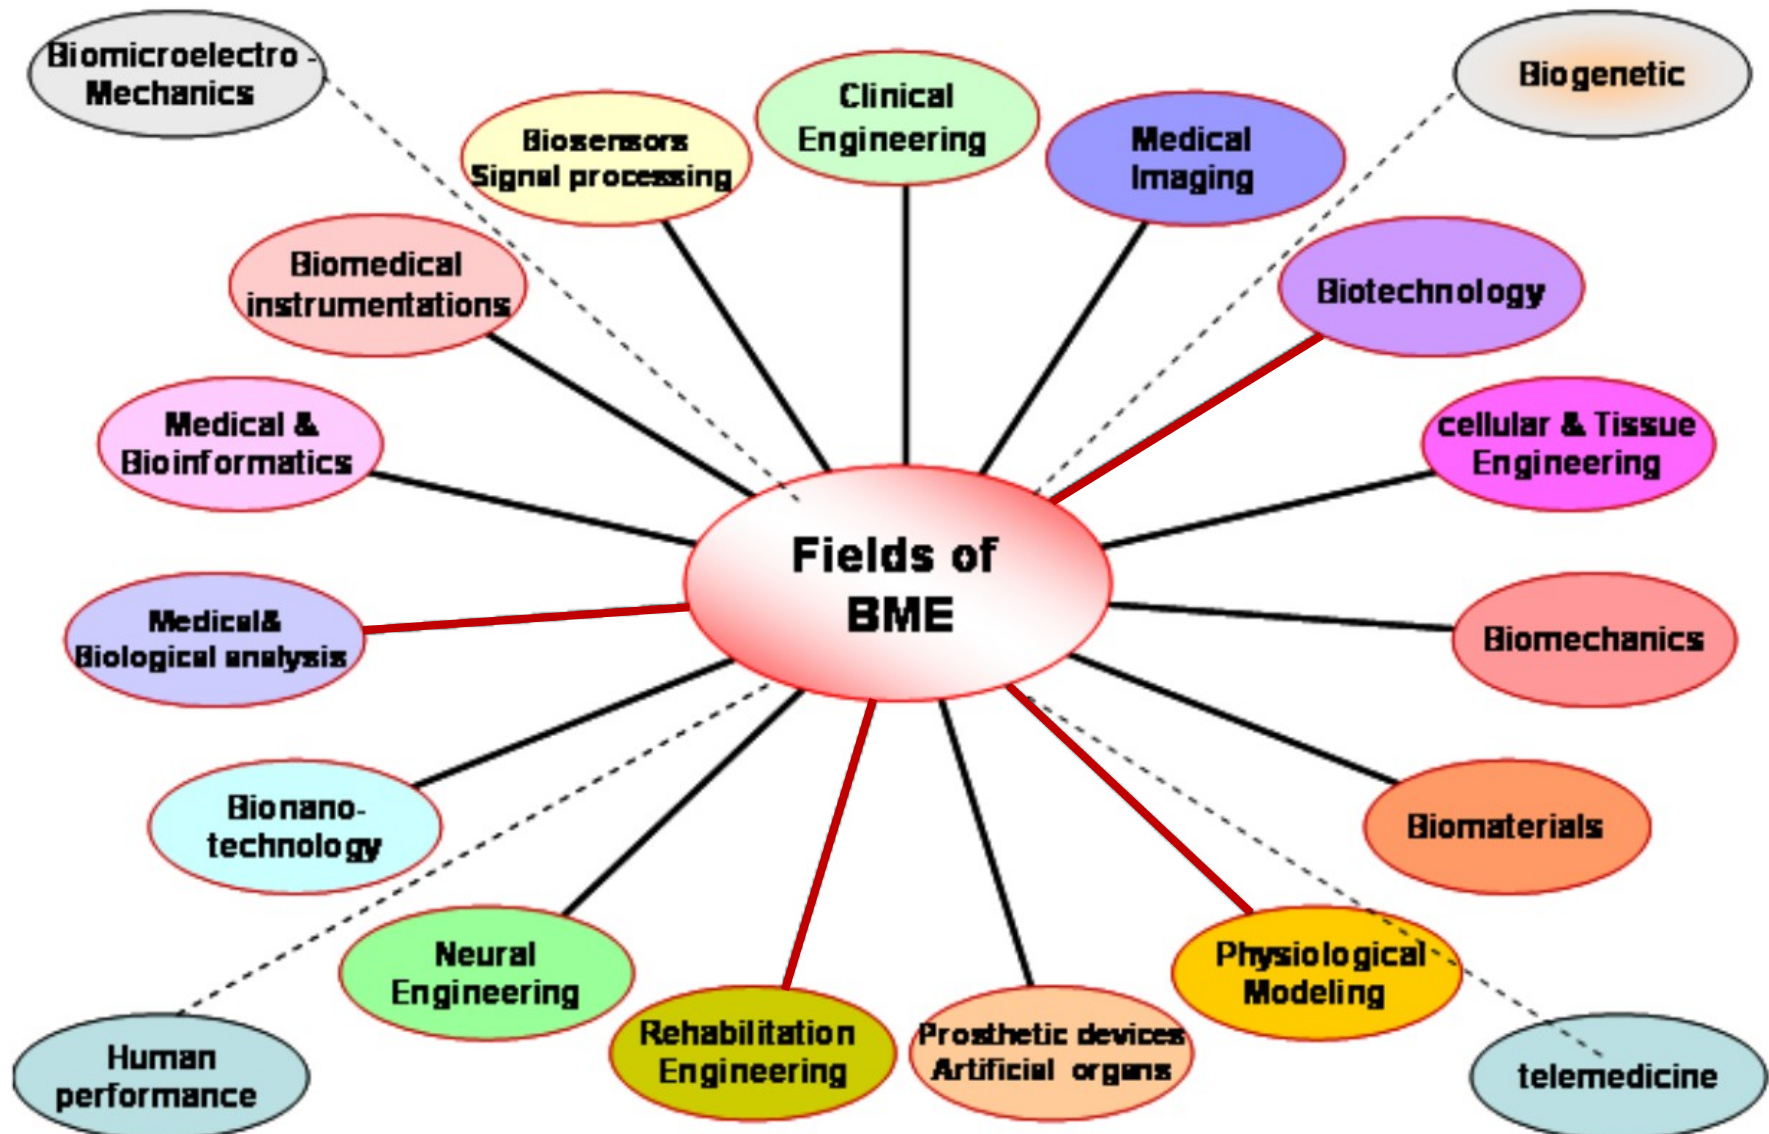 Biomicroelectro -
Mechanics
Biosensors
Signal processing
Clinical
Engineering
Medical
Imaging
Biogenetic
Biomedical
instrumentations
Biotechnology
Medical &
Bioinformatics
cellular & Tissue
Engineering
Fields of
BME
Medical&
Biological analysis
Biomechanics
Bionano-
technology
Biomaterials
Neural
Engineering
Physiological
Modeling
Rehabilitation
Engineering
Prosthetic devices
Artificial organs
Human
performance
telemedicine